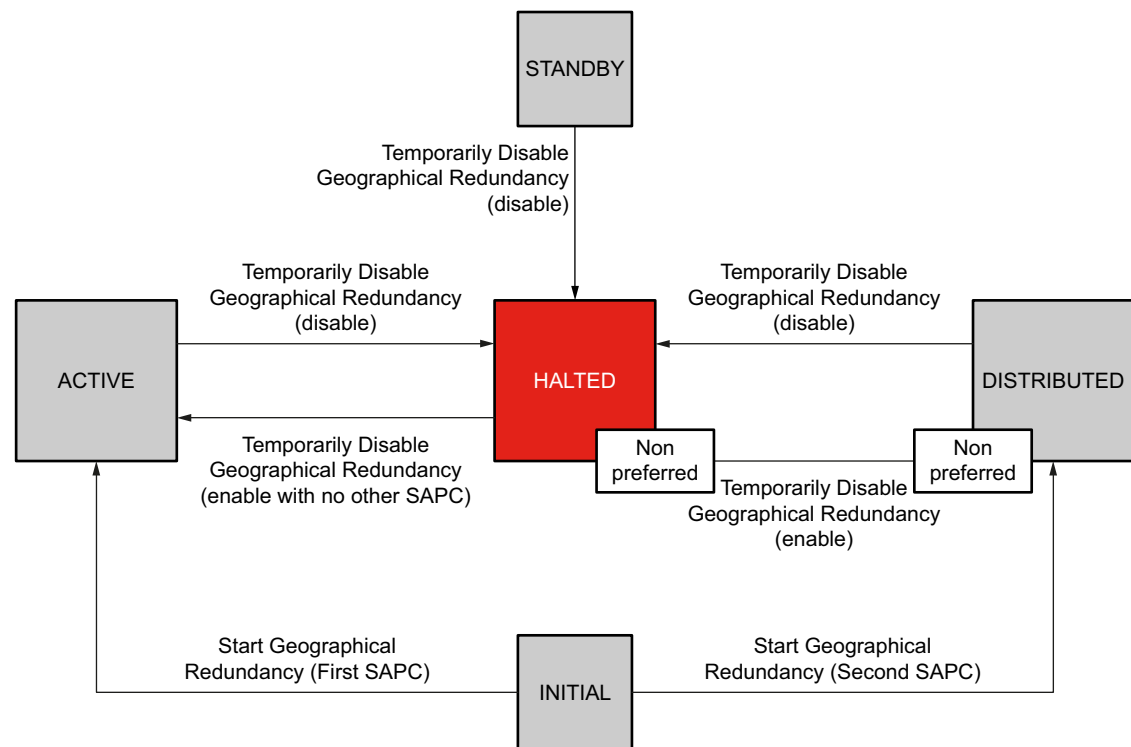 STANDBY
Temporarily Disable
Geographical Redundancy
(disable)
Temporarily Disable
Geographical Redundancy
(disable)
Temporarily Disable
Geographical Redundancy
(disable)
ACTIVE
HALTED
DISTRIBUTED
Temporarily Disable
Geographical Redundancy
(enable with no other SAPC)
Non
preferred
Non
preferred
Temporarily Disable
Geographical Redundancy
(enable)
Start Geographical
Redundancy (First SAPC)
INITIAL
Start Geographical
Redundancy (Second SAPC)